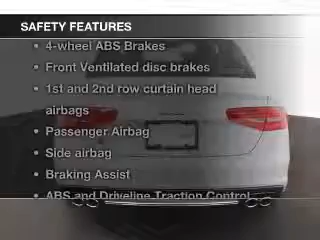 SAFETY FEATURES
• 4-wheel ABS Brakes
• Front Ventilated disc brakes
• 1st and 2nd row curtain head
airbags
• Passenger Airbag
• Side airbag
• Braking Assist
• ABS and Driveline Traction Control